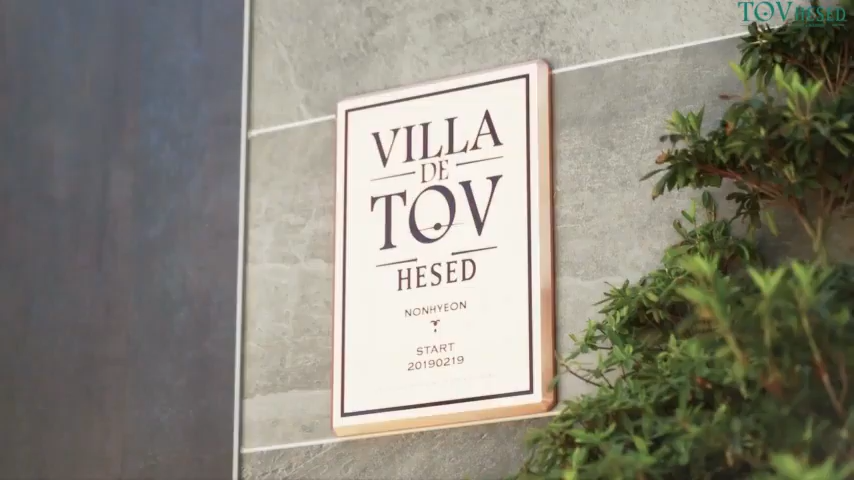 TOV HESED
VILLA
DE
TOV
HESED
NONHYEON
START
20190219